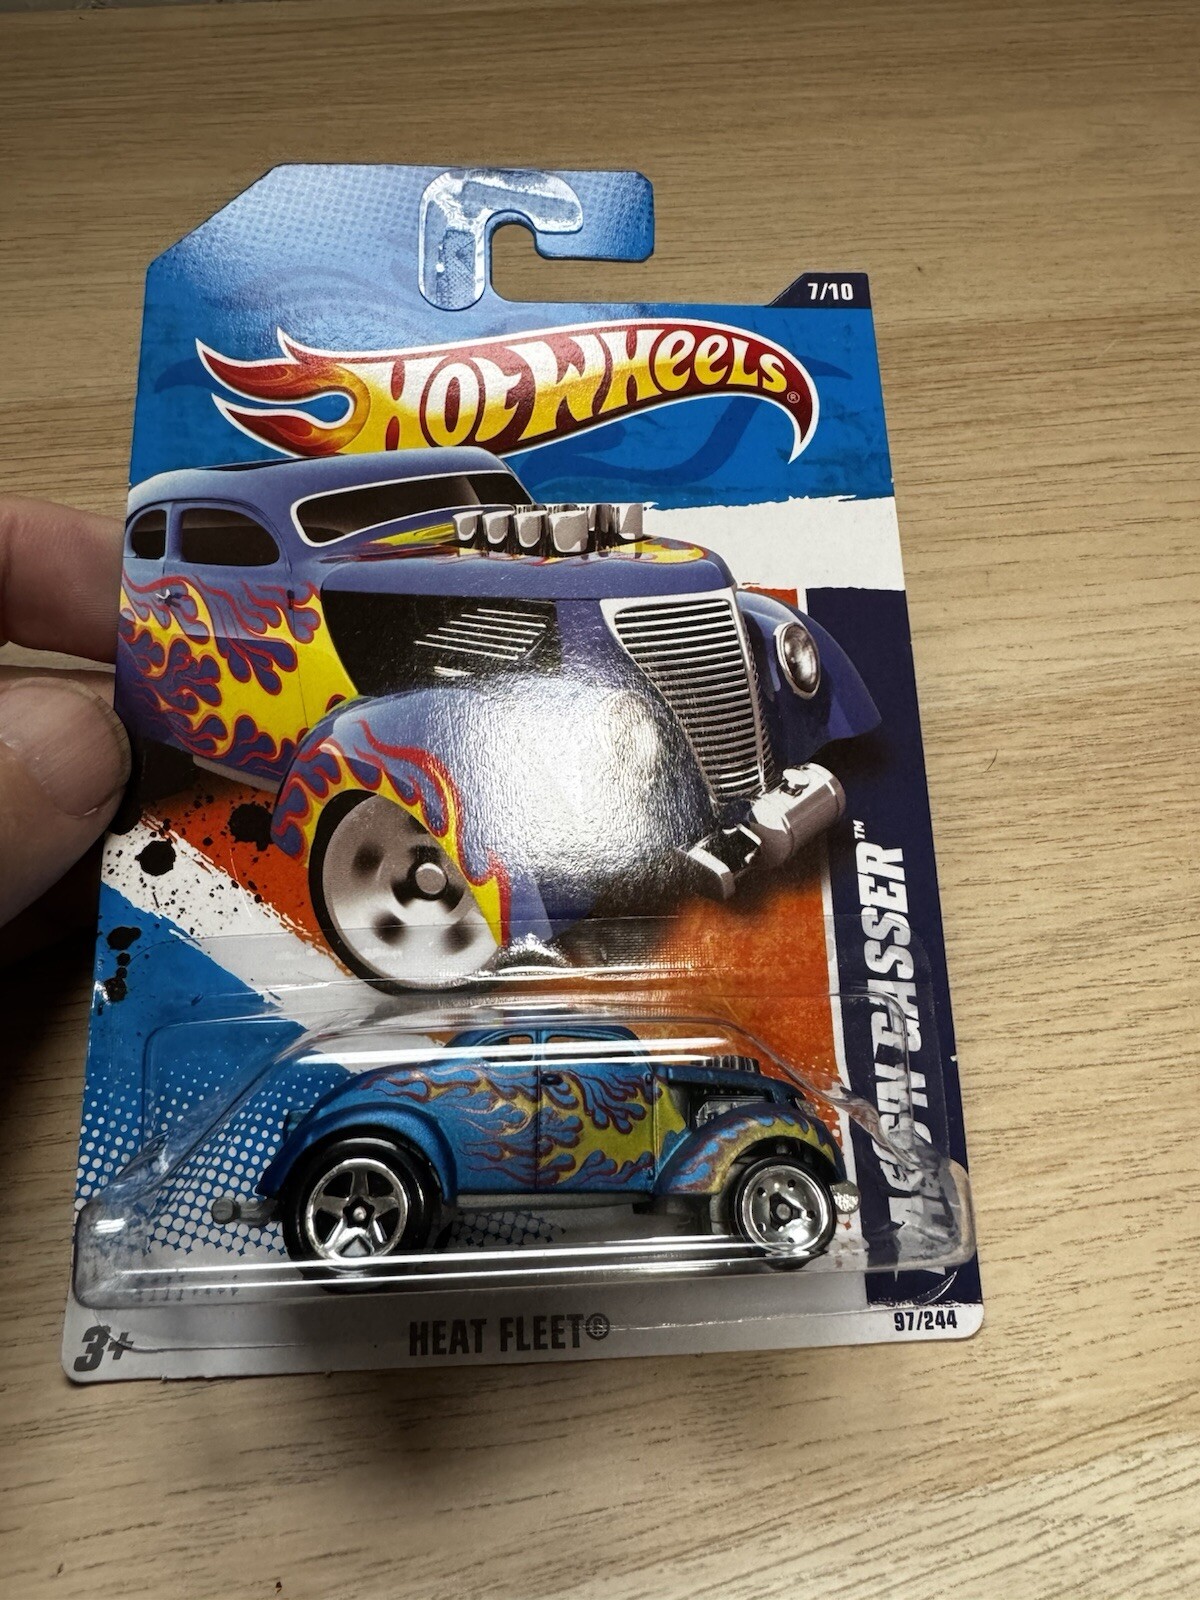 7/10
HOT WHEELS®
GASSER™
97/244
HEAT FLEET®
3+